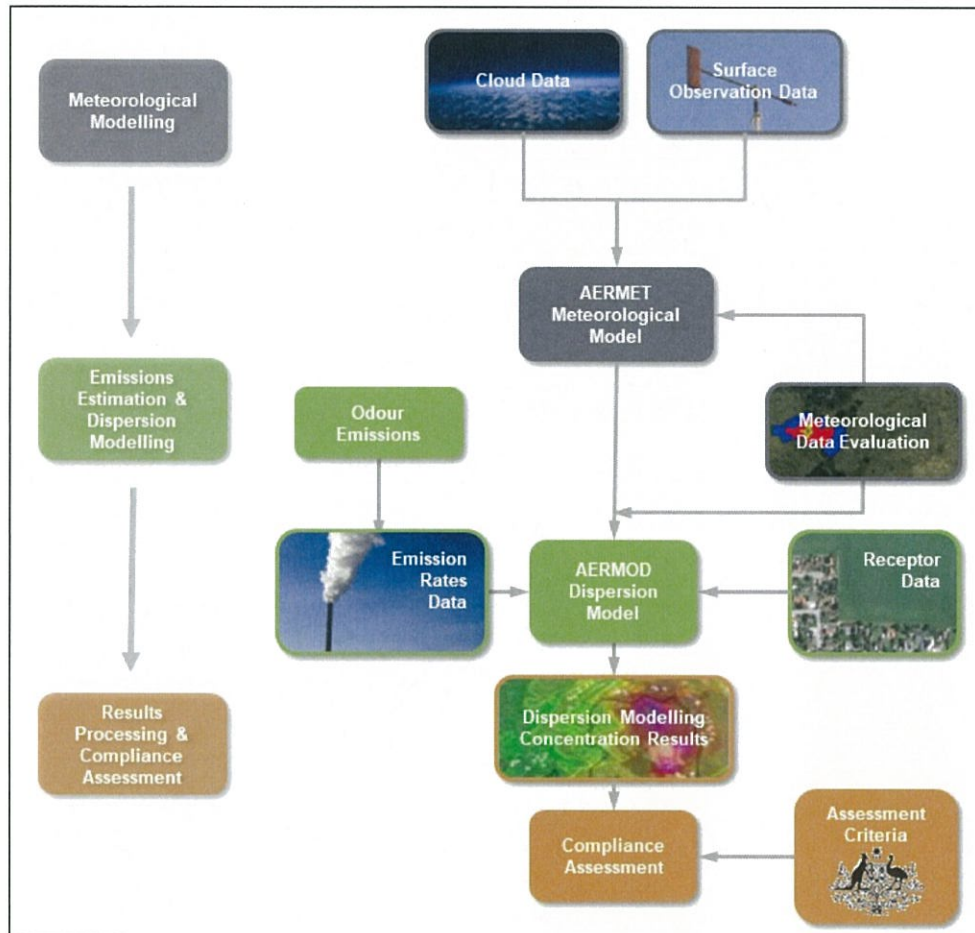 Meteorological
Modelling
Cloud Data
Surface
Observation Data
AERMET
Meteorological
Model
Emissions
Estimation &
Dispersion
Modelling
Odour
Emissions
Meteorological
Data Evaluation
Emission
Rates
Data
AERMOD
Dispersion
Model
Receptor
Data
Results
Processing &
Compliance
Assessment
Dispersion Modelling
Concentration Results
Compliance
Assessment
Assessment
Criteria